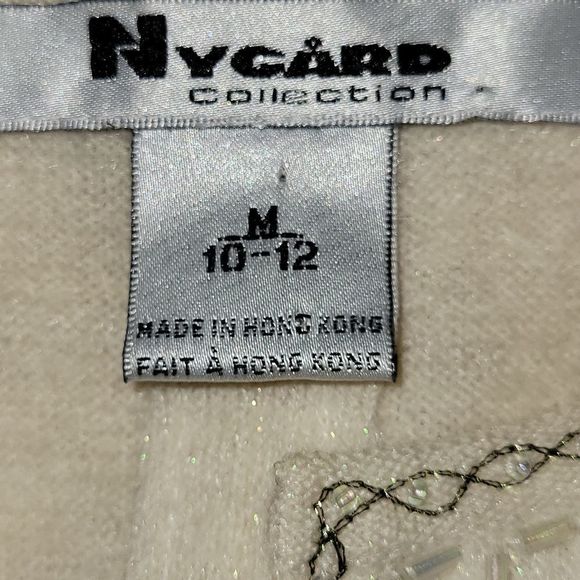 NYGÅRD
Collection
M
10-12
MADE IN HONG KONG
FAIT À HONG KONG